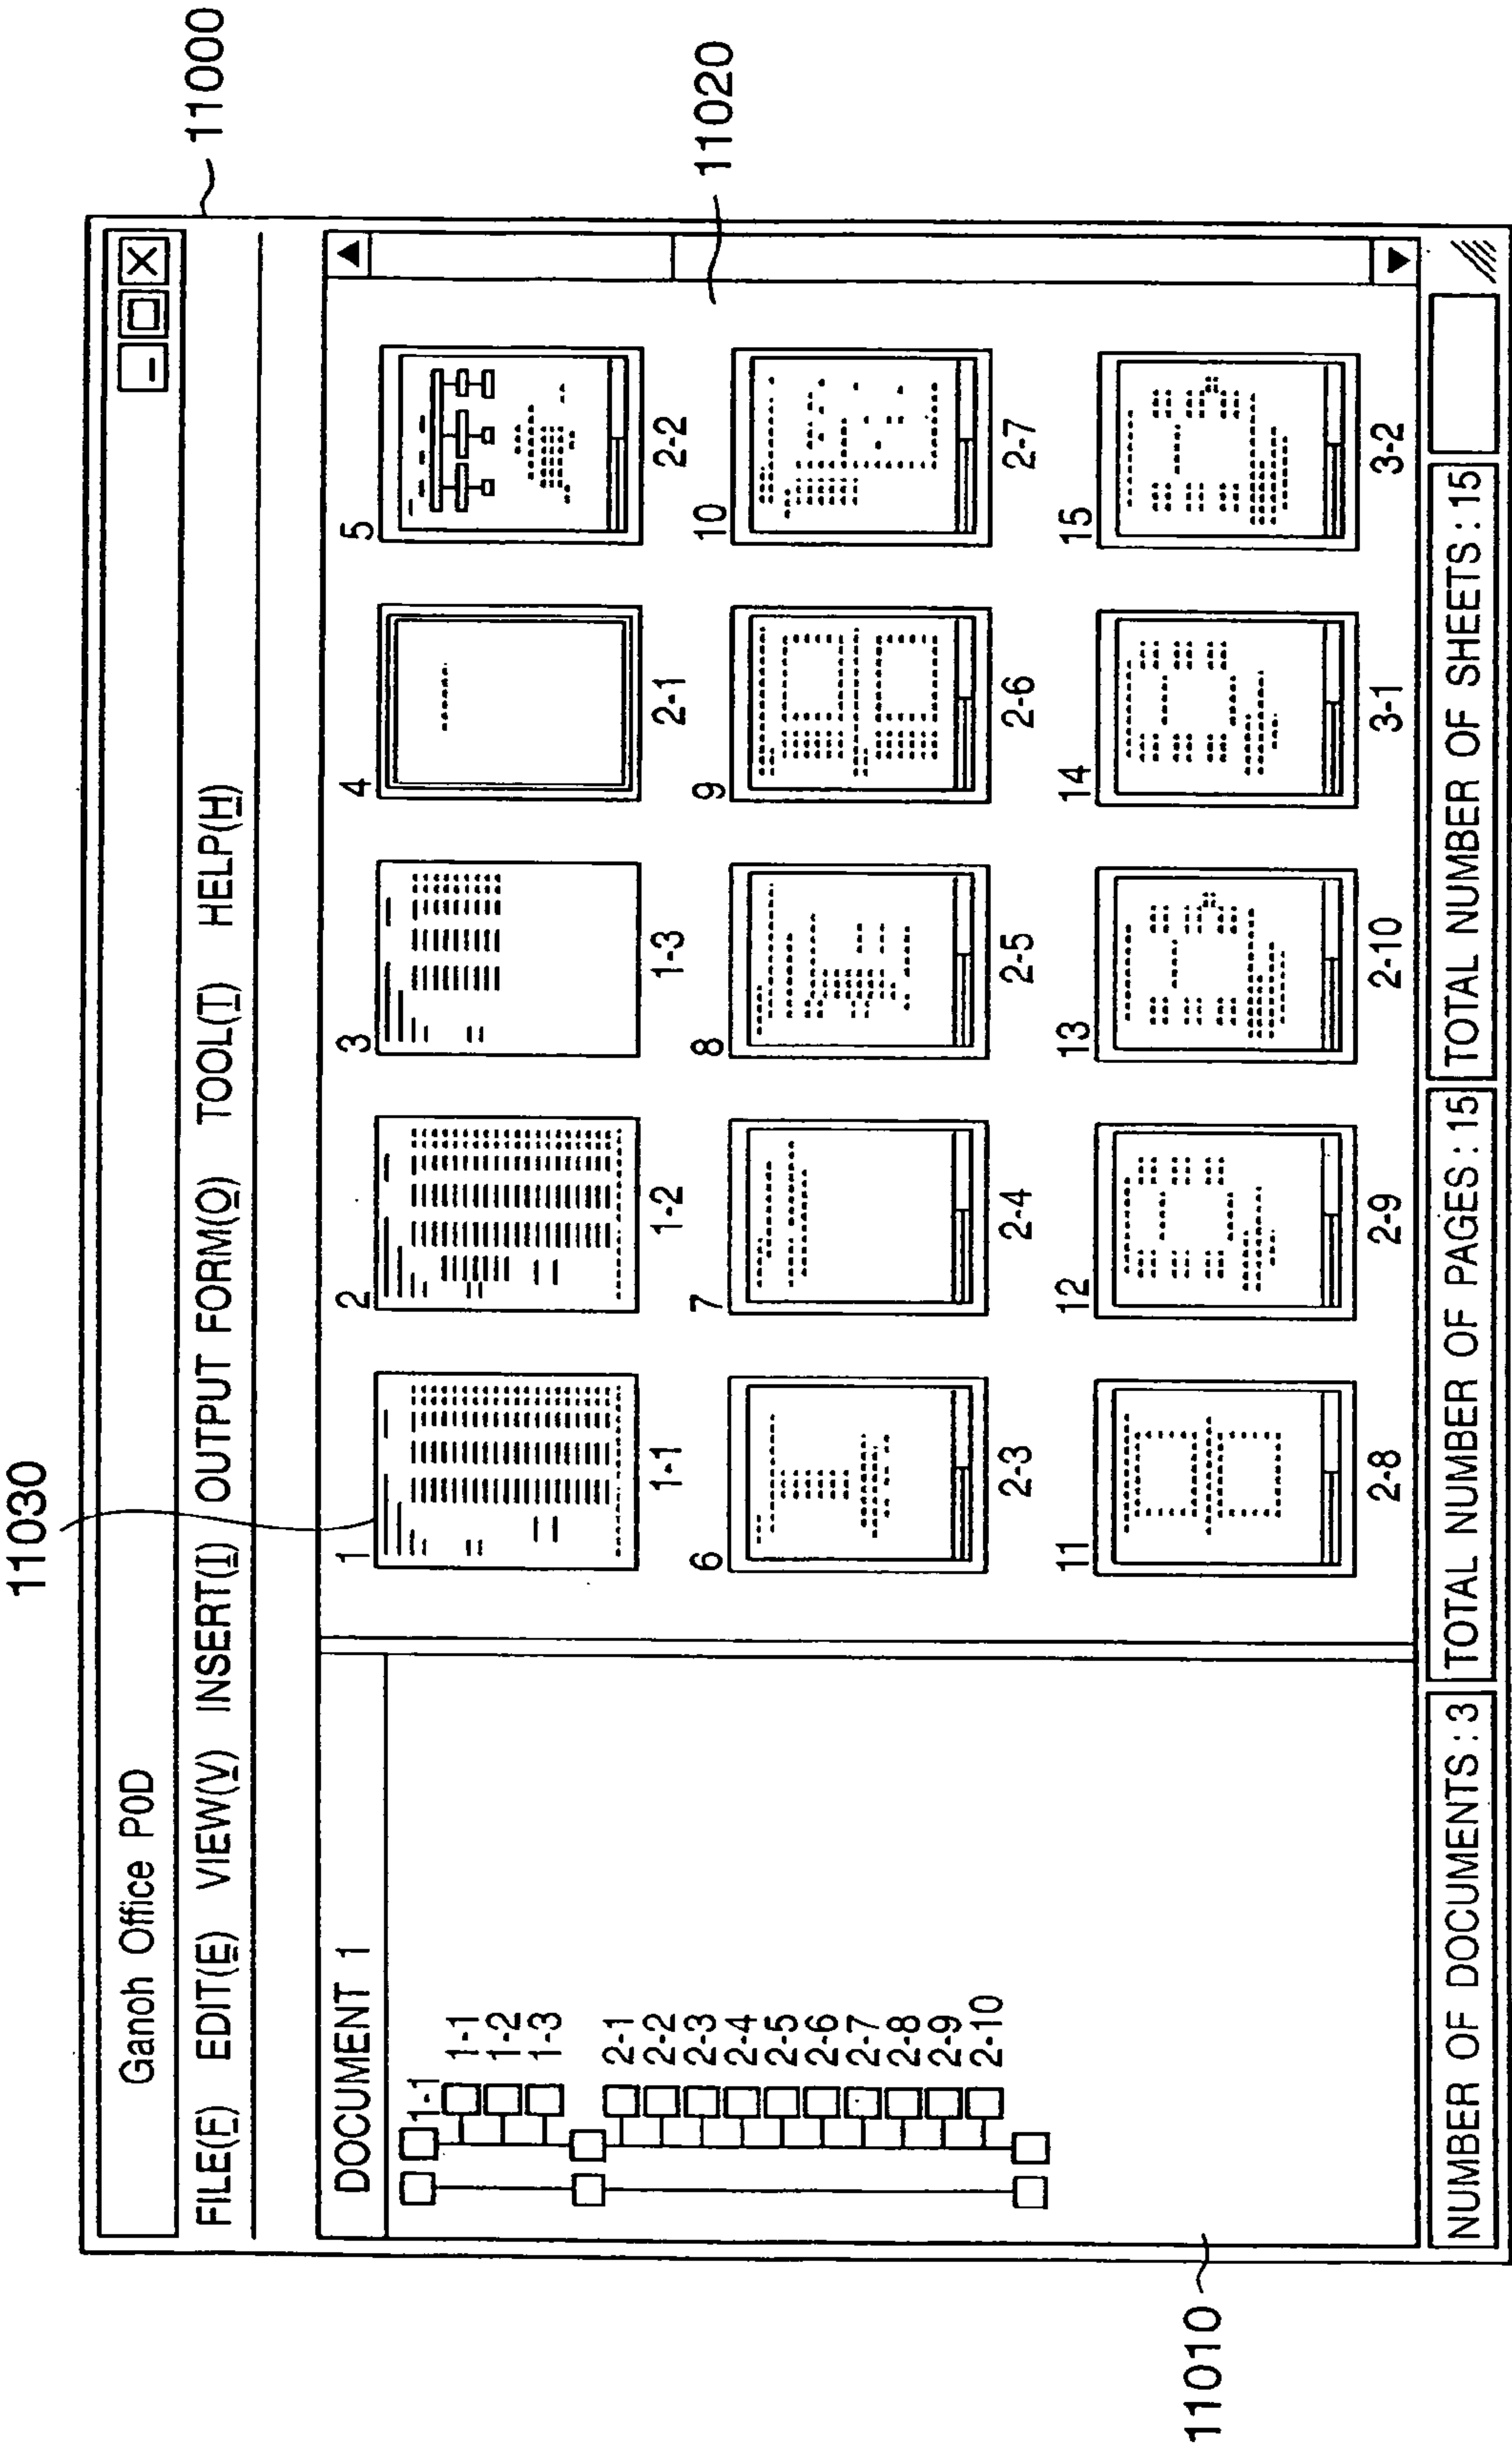 11030
11000
Ganoh Office P0D
FILE(F) EDIT(E) VIEW(V) INSERT(I) OUTPUT FORM(O) TOOL(T) HELP(H)
DOCUMENT 1
1-1
1-1
1-2
1-3
2-1
2-2
2-3
2-4
2-5
2-6
2-7
2-8
2-9
2-10
1 2 3 4 5
1-1 1-2 1-3 2-1 2-2
6 7 8 9 10
2-3 2-4 2-5 2-6 2-7
11 12 13 14 15
2-8 2-9 2-10 3-1 3-2
11020
11010
NUMBER OF DOCUMENTS : 3 TOTAL NUMBER OF PAGES : 15 TOTAL NUMBER OF SHEETS : 15